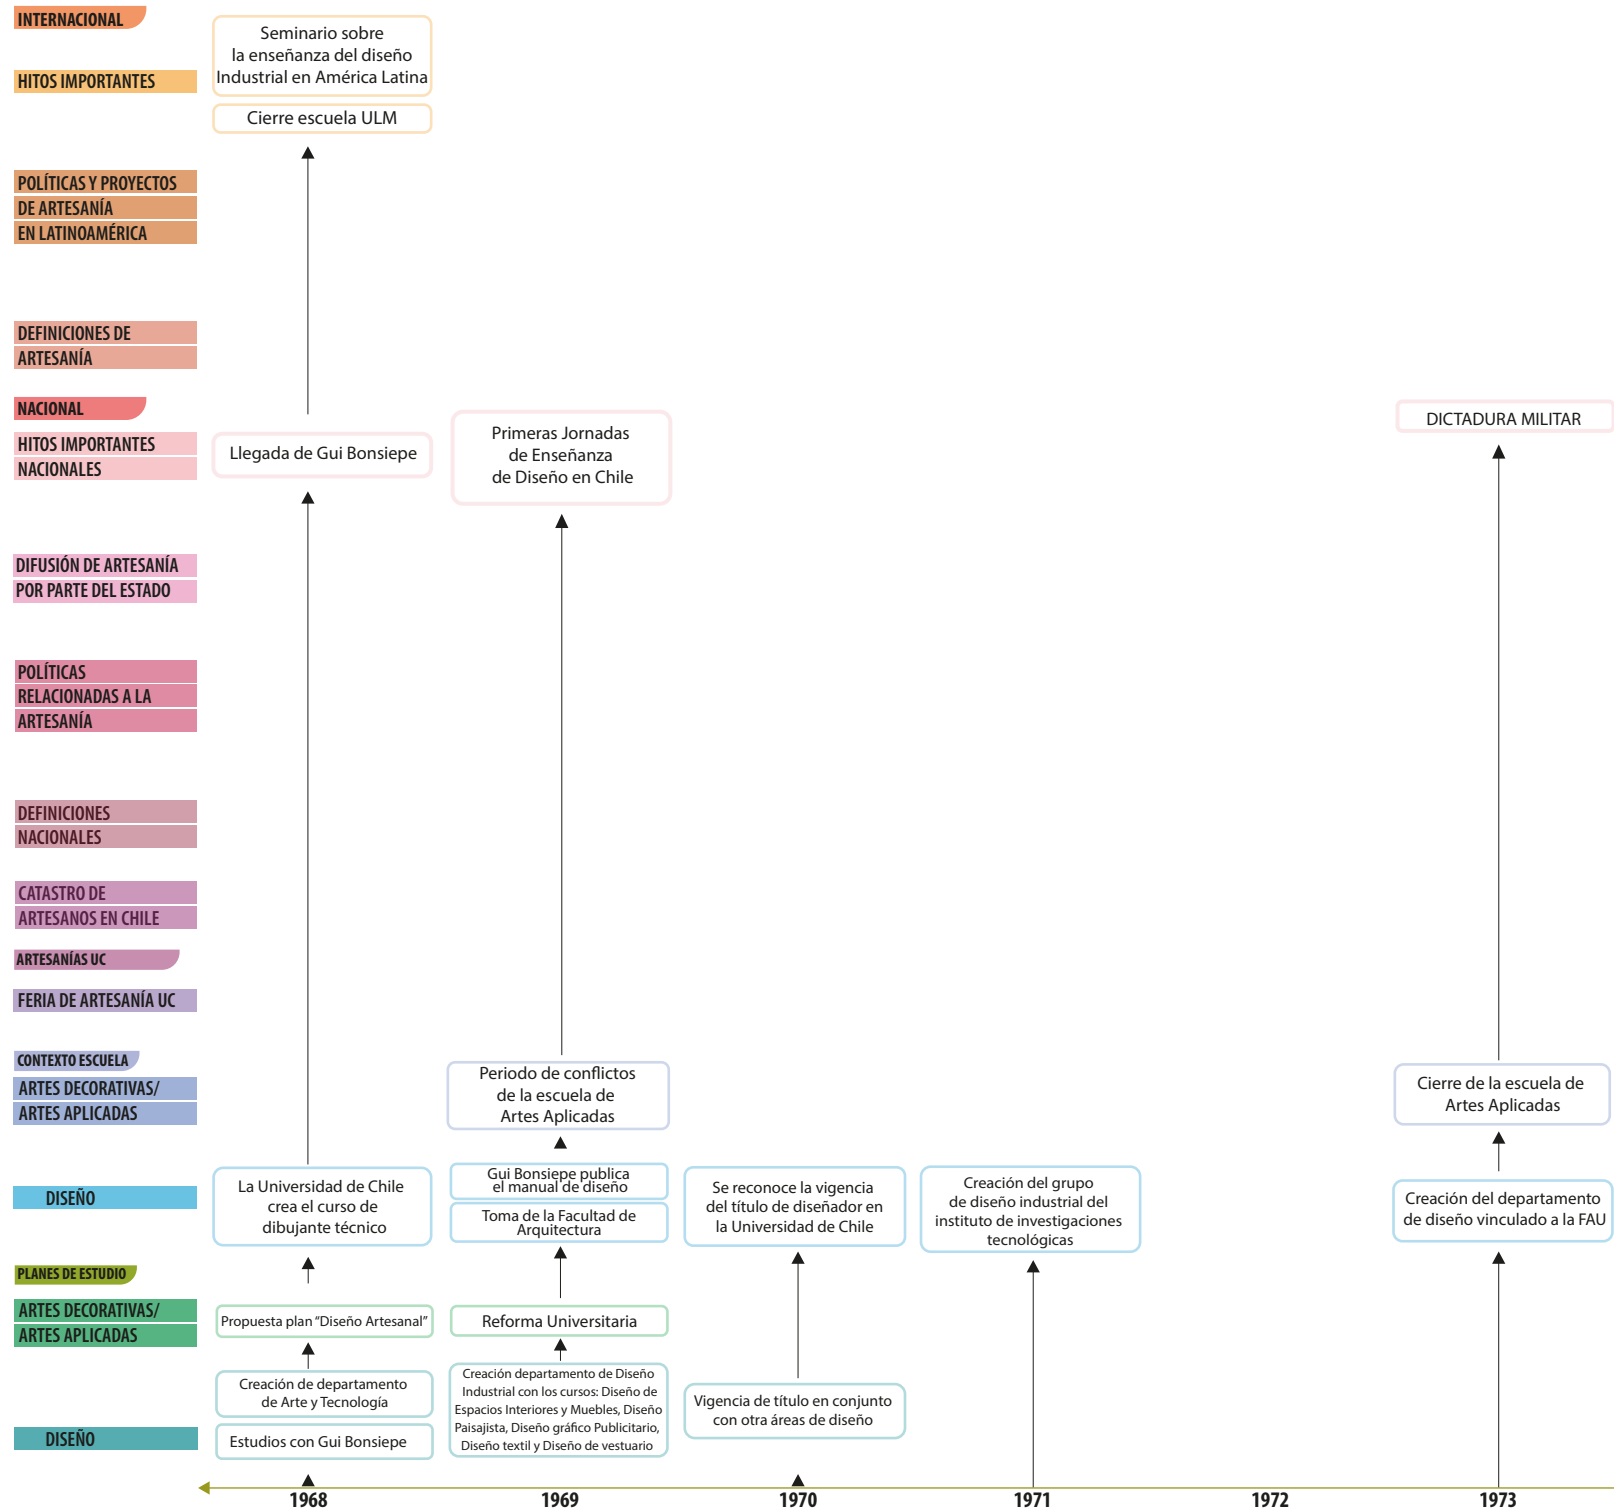 INTERNACIONAL
HITOS IMPORTANTES
POLÍTICAS Y PROYECTOS
DE ARTESANÍA
EN LATINOAMÉRICA
DEFINICIONES DE
ARTESANÍA
NACIONAL
HITOS IMPORTANTES
NACIONALES
DIFUSIÓN DE ARTESANÍA
POR PARTE DEL ESTADO
POLÍTICAS
RELACIONADAS A LA
ARTESANÍA
DEFINICIONES
NACIONALES
CATASTRO DE
ARTESANOS EN CHILE
ARTESANÍAS UC
FERIA DE ARTESANÍA UC
CONTEXTO ESCUELA
ARTES DECORATIVAS/
ARTES APLICADAS
DISEÑO
PLANES DE ESTUDIO
ARTES DECORATIVAS/
ARTES APLICADAS
DISEÑO
Seminario sobre
la enseñanza del diseño
Industrial en América Latina
Cierre escuela ULM
Llegada de Gui Bonsiepe
La Universidad de Chile
crea el curso de
dibujante técnico
Propuesta plan “Diseño Artesanal”
Creación de departamento
de Arte y Tecnología
Estudios con Gui Bonsiepe
1968
Primeras Jornadas
de Enseñanza
de Diseño en Chile
Periodo de conflictos
de la escuela de
Artes Aplicadas
Gui Bonsiepe publica
el manual de diseño
Toma de la Facultad de
Arquitectura
Reforma Universitaria
Creación departamento de Diseño
Industrial con los cursos: Diseño de
Espacios Interiores y Muebles, Diseño
Paisajista, Diseño gráfico Publicitario,
Diseño textil y Diseño de vestuario
1969
Se reconoce la vigencia
del título de diseñador en
la Universidad de Chile
Vigencia de título en conjunto
con otra áreas de diseño
1970
Creación del grupo
de diseño industrial del
instituto de investigaciones
tecnológicas
1971
1972
DICTADURA MILITAR
Cierre de la escuela de
Artes Aplicadas
Creación del departamento
de diseño vinculado a la FAU
1973